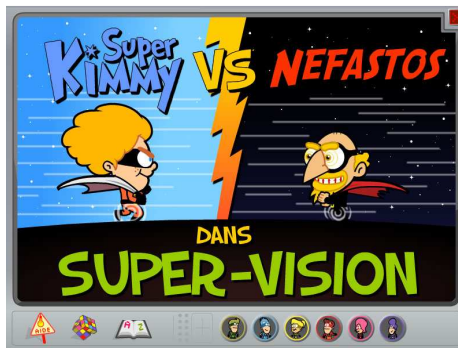 Super Kimmy VS NEFASTOS
DANS
SUPER-VISION
AIDE
A Z